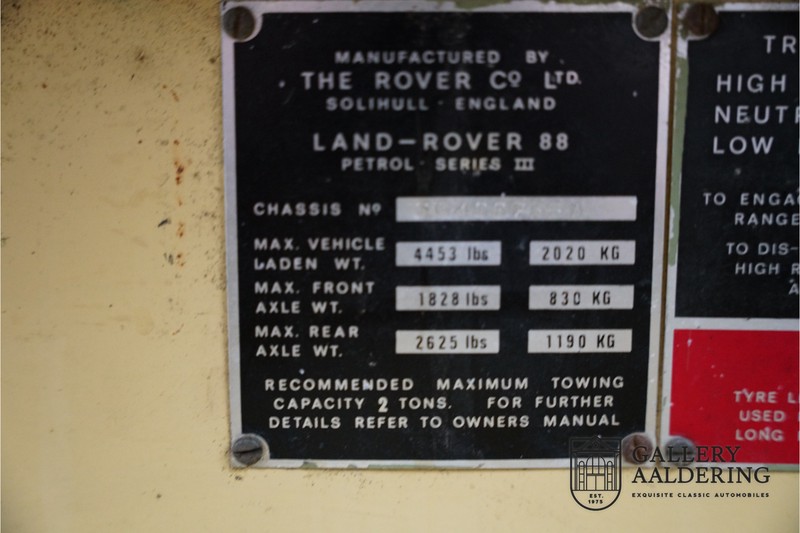 MANUFACTURED BY
THE ROVER Co LTD.
SOLIHULL · ENGLAND
LAND-ROVER 88
PETROL · SERIES III
CHASSIS No
MAX. VEHICLE LADEN WT. 4453 lbs 2020 KG
MAX. FRONT AXLE WT. 1828 lbs 830 KG
MAX. REAR AXLE WT. 2625 lbs 1190 KG
RECOMMENDED MAXIMUM TOWING
CAPACITY 2 TONS. FOR FURTHER
DETAILS REFER TO OWNERS MANUAL
TR
HIGH
NEUTR
LOW
TO ENGA
RANGE
TO DIS-
HIGH R
A
TYRE L
USED
LONG
GALLERY
AALDERING
EST.
1975
EXQUISITE CLASSIC AUTOMOBILES